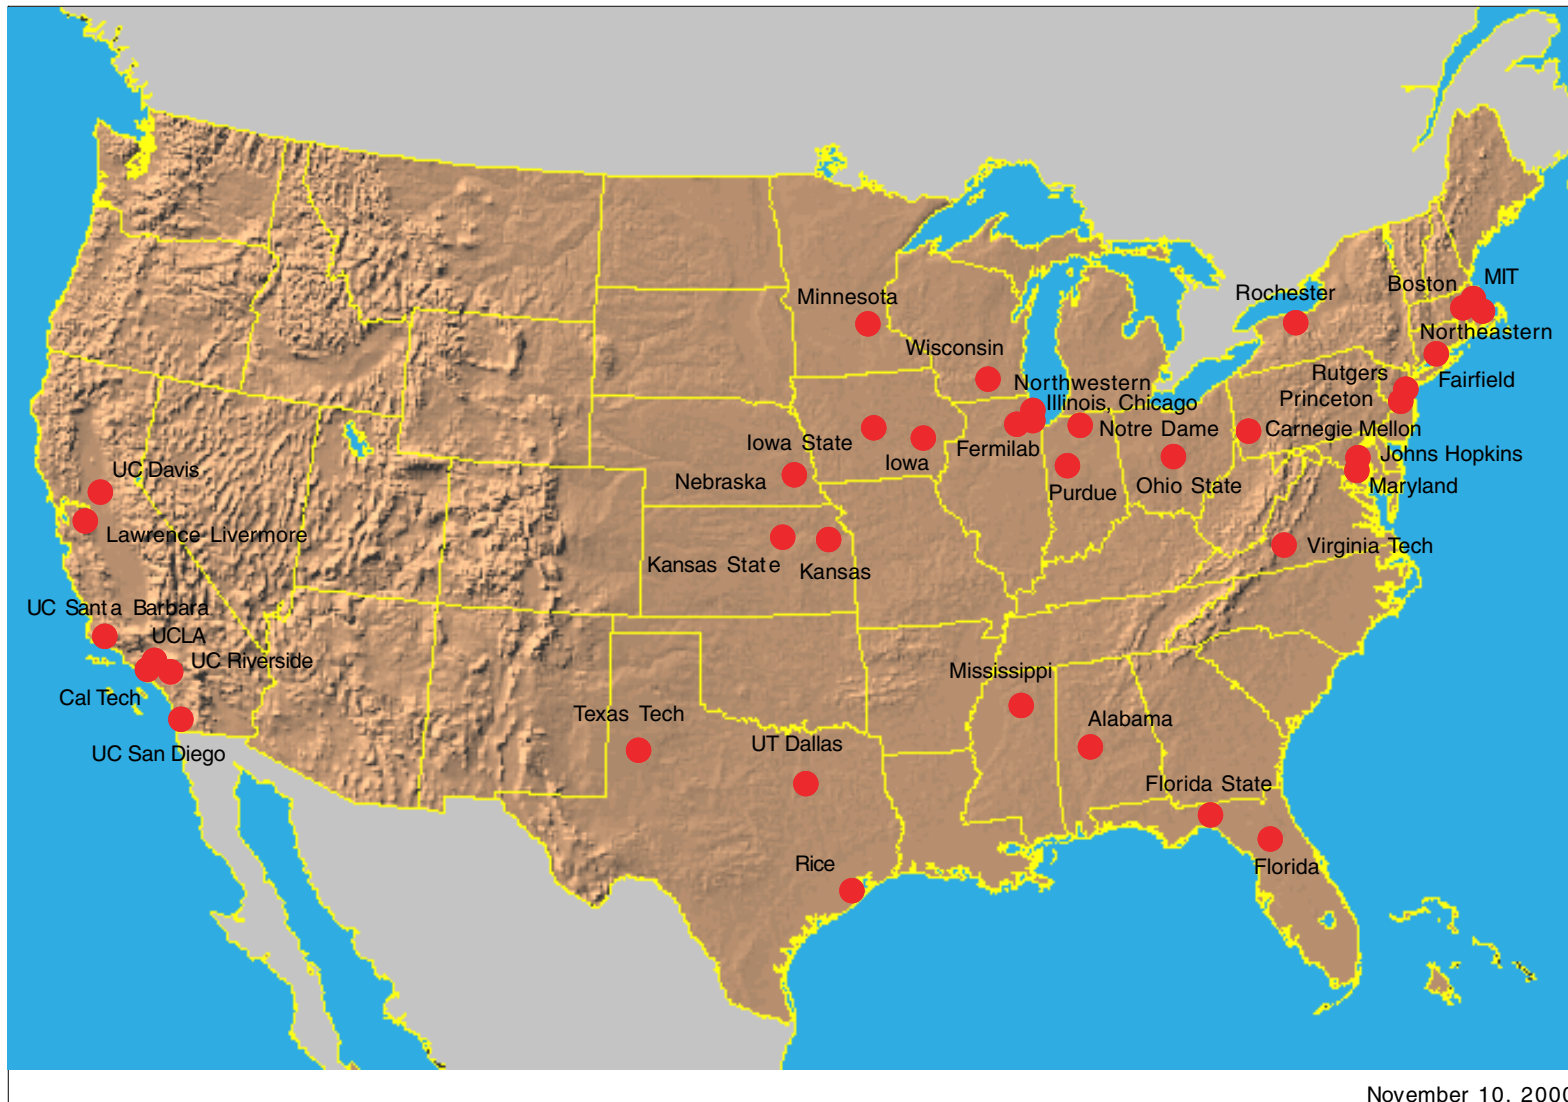 MIT
Boston
Rochester
Minnesota
Northeastern
Wisconsin
Rutgers
Fairfield
Northwestern
Princeton
Illinois, Chicago
Notre Dame
Carnegie Mellon
Iowa State
Fermilab
Johns Hopkins
Iowa
UC Davis
Nebraska
Purdue
Ohio State
Maryland
Lawrence Livermore
Virginia Tech
Kansas State
Kansas
UC Santa Barbara
UCLA
UC Riverside
Mississippi
Cal Tech
Texas Tech
Alabama
UT Dallas
UC San Diego
Florida State
Rice
Florida
November 10, 2000